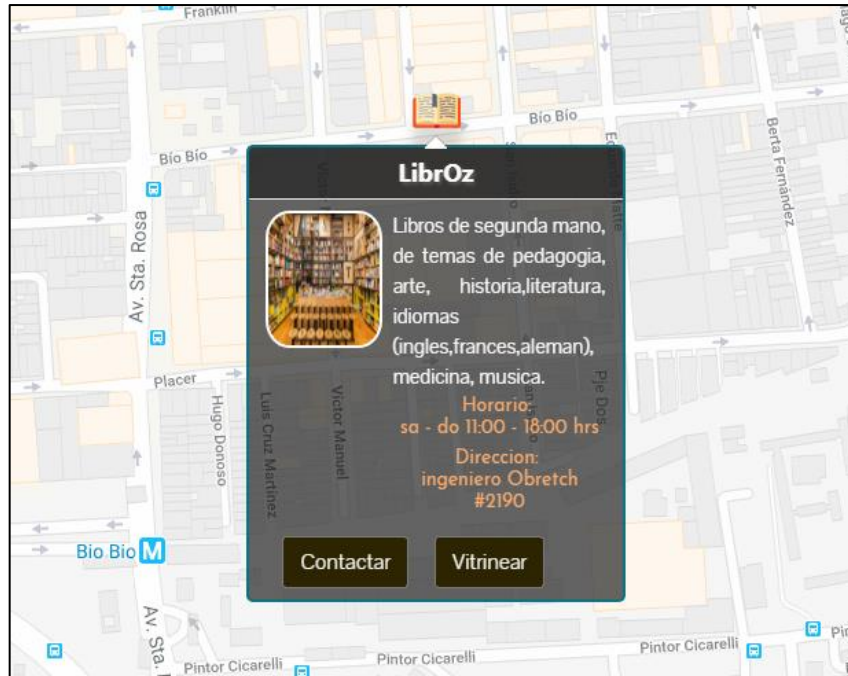 Franklin
Bío Bío
Bío Bío
Berta Fernández
LibrOz
Libros de segunda mano,
de temas de pedagogia,
arte, historia,literatura,
idiomas
(ingles,frances,aleman),
medicina, musica.
Horario:
sa - do 11:00 - 18:00 hrs
Direccion:
ingeniero Obretch
#2190
Contactar
Vitrinear
Av. Sta. Rosa
Placer
Hugo Donoso
Luis Cruz Martínez
Víctor Manuel
Pje Dos
Bio Bio M
Av. Sta.
Pintor Cicarelli
Pintor Cicarelli
Pintor Cicarelli